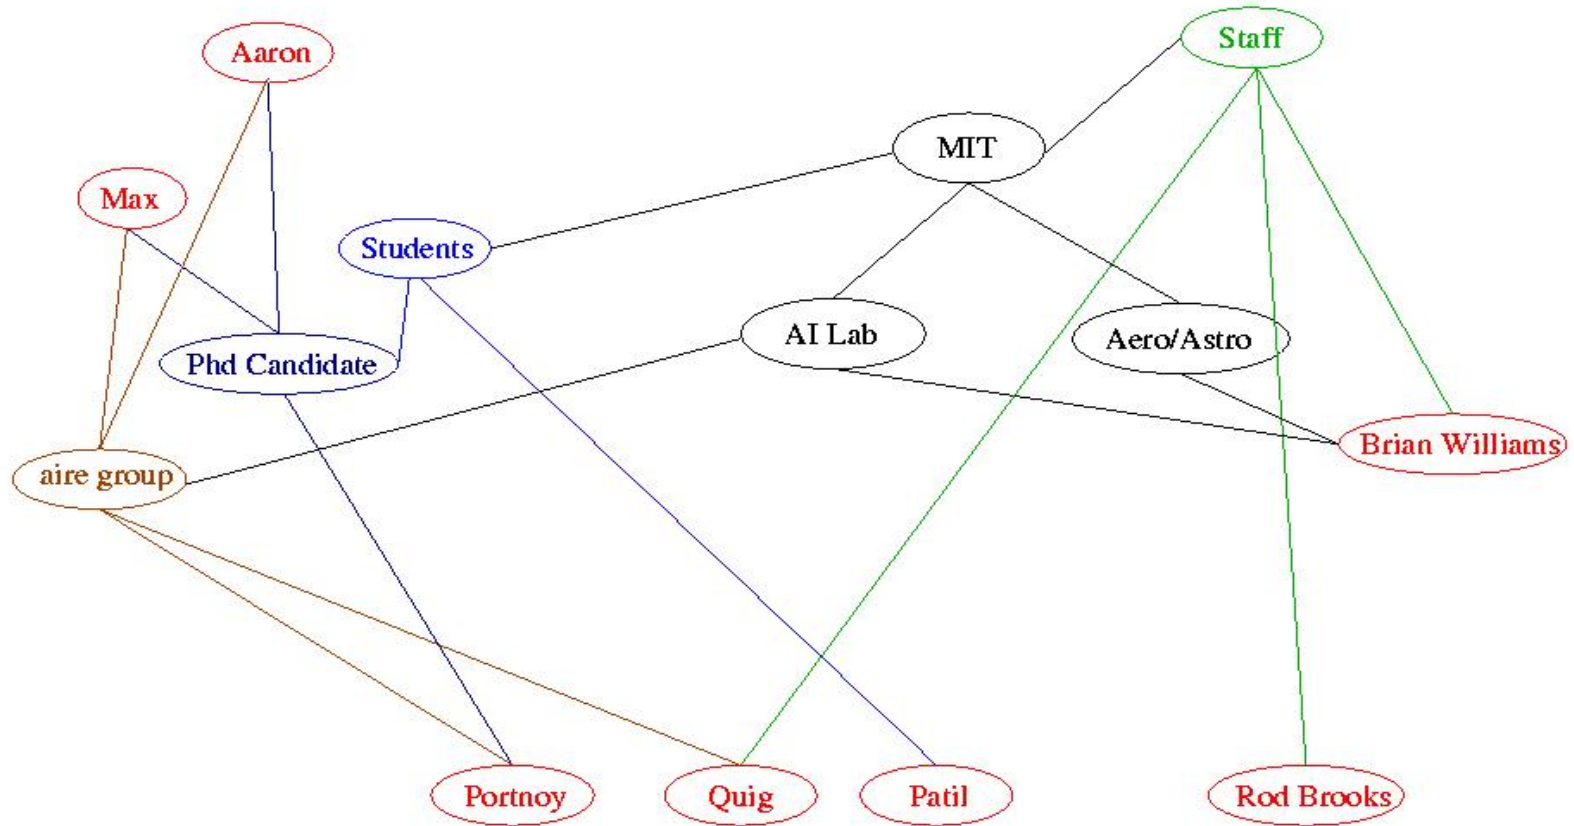 Aaron
Staff
MIT
Max
Students
AI Lab
Aero/Astro
Phd Candidate
Brian Williams
aire group
Portnoy
Quig
Patil
Rod Brooks